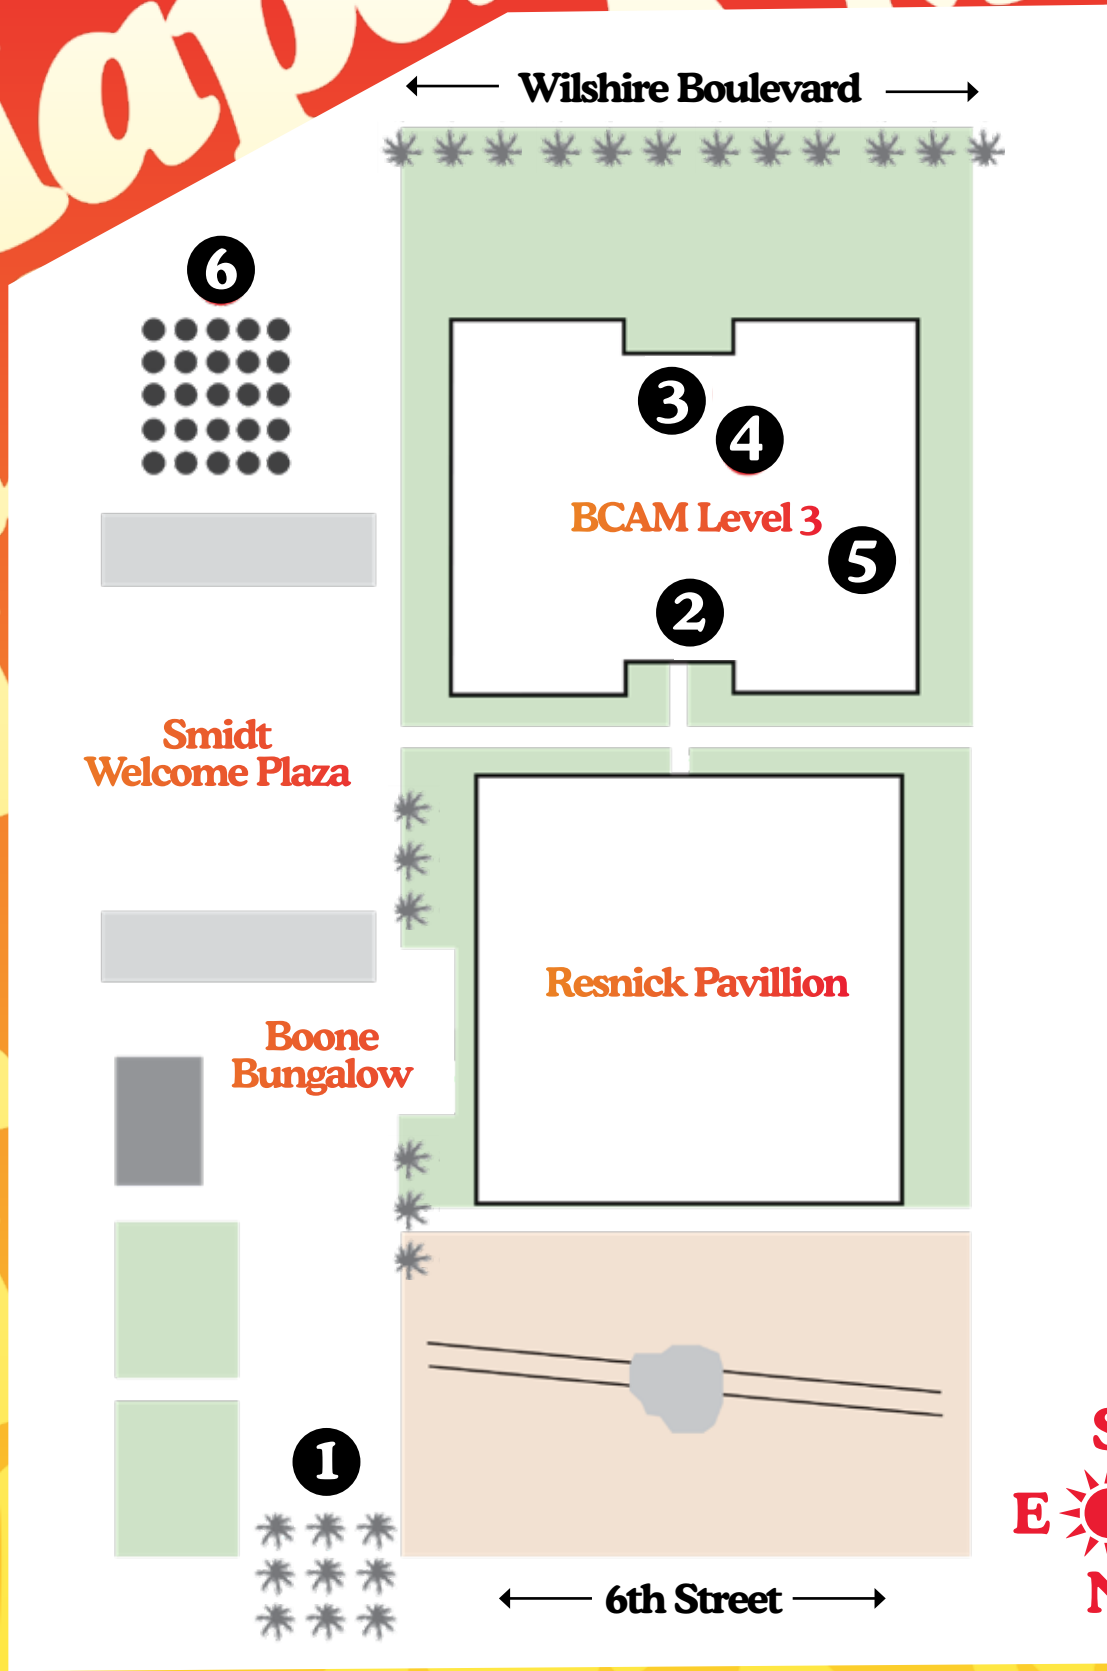 Wilshire Boulevard
6
3
4
BCAM Level 3
5
2
Smidt
Welcome Plaza
Resnick Pavillion
Boone
Bungalow
1
S
E
N
6th Street